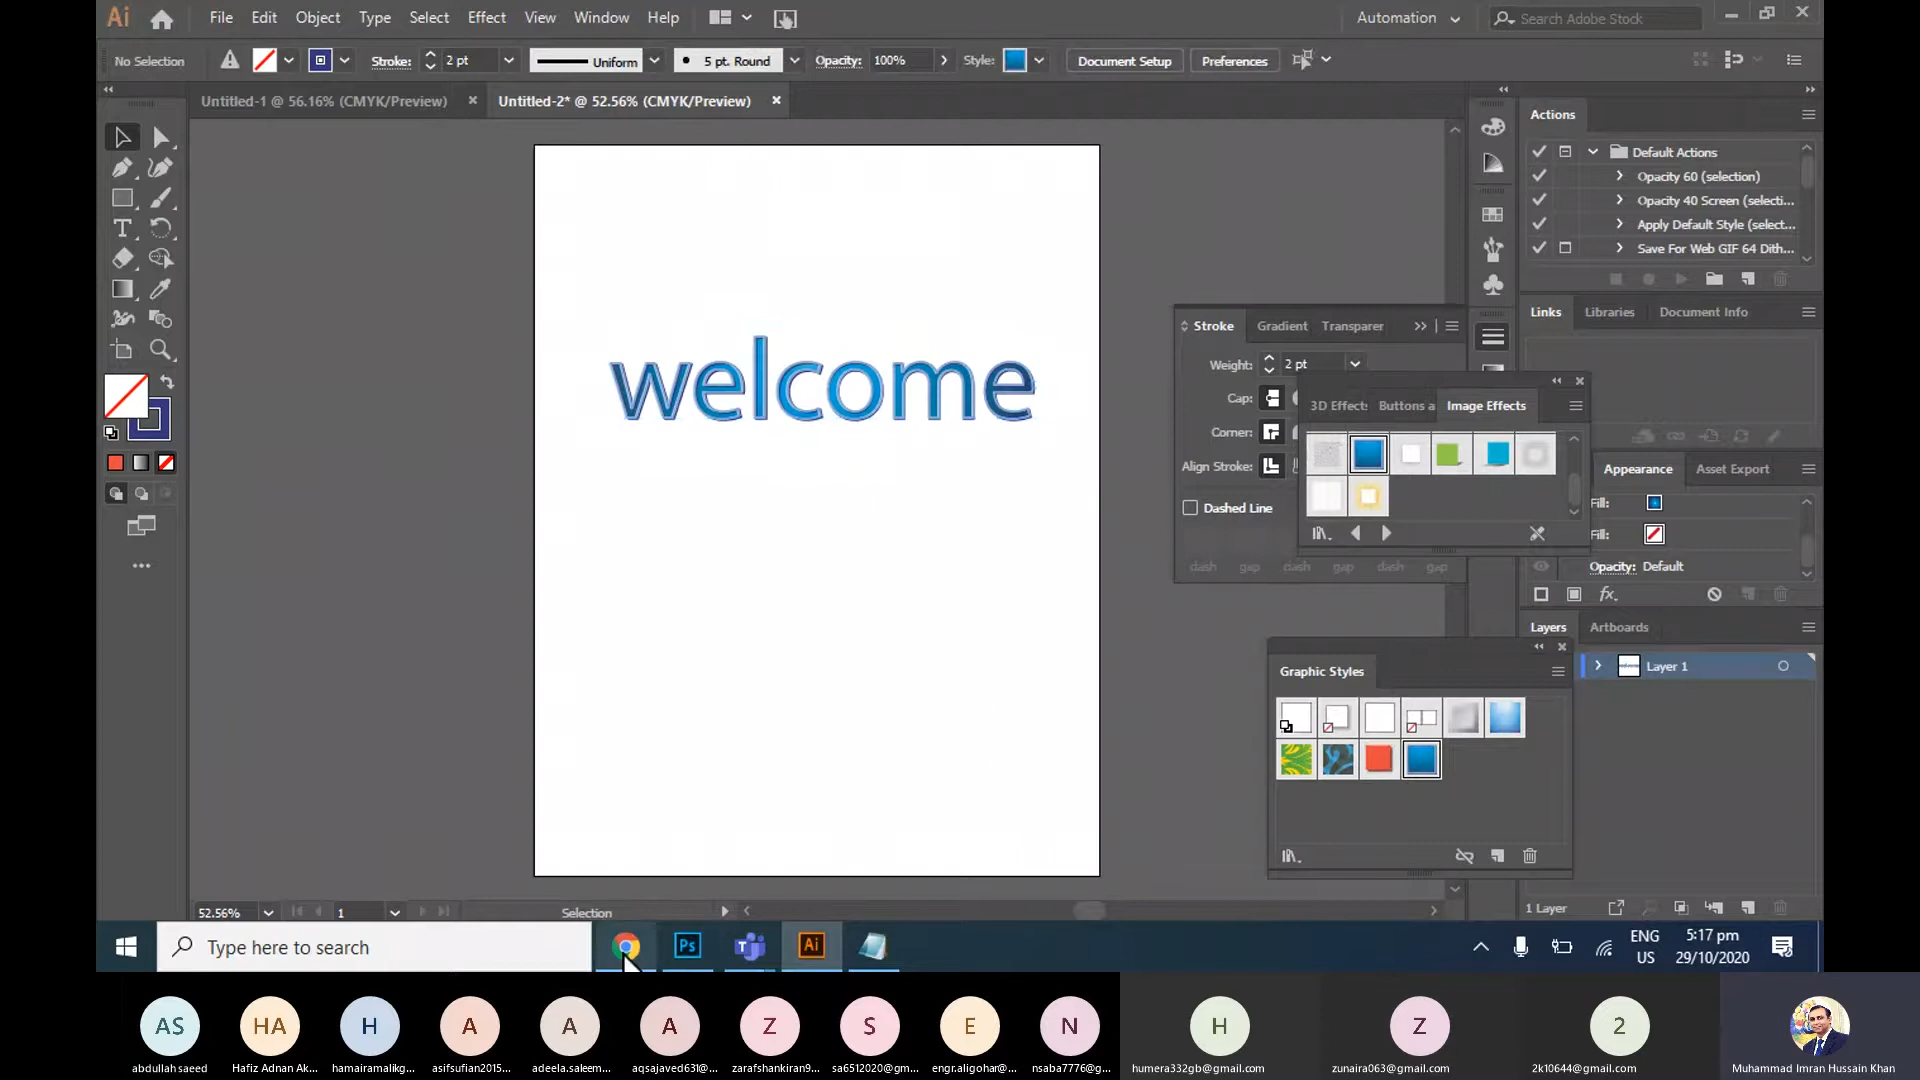 Ai File Edit Object Type Select Effect View Window Help Automation Search Adobe Stock
No Selection Stroke: 2 pt Uniform 5 pt. Round Opacity: 100% Style: Document Setup Preferences
Untitled-1 @ 56.16% (CMYK/Preview) Untitled-2* @ 52.56% (CMYK/Preview)
Actions
Default Actions
Opacity 60 (selection)
Opacity 40 Screen (selecti...
Apply Default Style (select...
Save For Web GIF 64 Dith...
Links Libraries Document Info
welcome
Stroke Gradient Transparer
Weight: 2 pt
Cap:
Corner:
Align Stroke:
Dashed Line
dash gap dash gap dash gap
3D Effect: Buttons a Image Effects
Appearance Asset Export
Fill:
Fill:
Opacity: Default
fx.
Layers Artboards
Layer 1
Graphic Styles
52.56% 1 Selection
1 Layer
Type here to search
Ps
Ai
ENG
US
5:17 pm
29/10/2020
AS HA H A A A Z S E N H Z 2
abdullah saeed Hafiz Adnan Ak... hamairamalikg... asifsufian2015... adeela.saleem... aqsajaved631@... zarafshankiran9... sa6512020@gm... engr.aligohar@... nsaba7776@g... humera332gb@gmail.com zunaira063@gmail.com 2k10644@gmail.com Muhammad Imran Hussain Khan